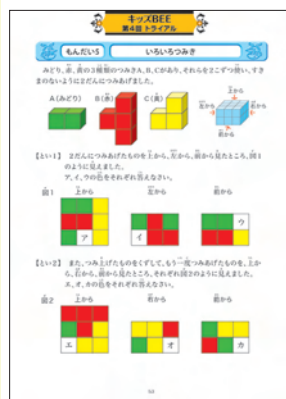 キッズBEE
第4回 トライアル
もんだい5 いろいろつみき
みどり、赤、黄の3種類のつみきA、B、Cがあり、それらを2こずつ使い、すき
まのないように2だんにつみあげます。
A(みどり) B(赤) C(黄)
上から
左から
右から
前から
【とい1】 2だんにつみあげたものを上から、左から、前から見たところ、図1
のように見えました。
ア、イ、ウの色をそれぞれ答えなさい。
図1 上から 左から 前から
ア イ ウ
【とい2】 また、つみ上げたものをくずして、もう一度つみあげたものを、上か
ら、右から、前から見たところ、それぞれ図2のように見えました。
エ、オ、カの色をそれぞれ答えなさい。
図2 上から 右から 前から
エ オ カ